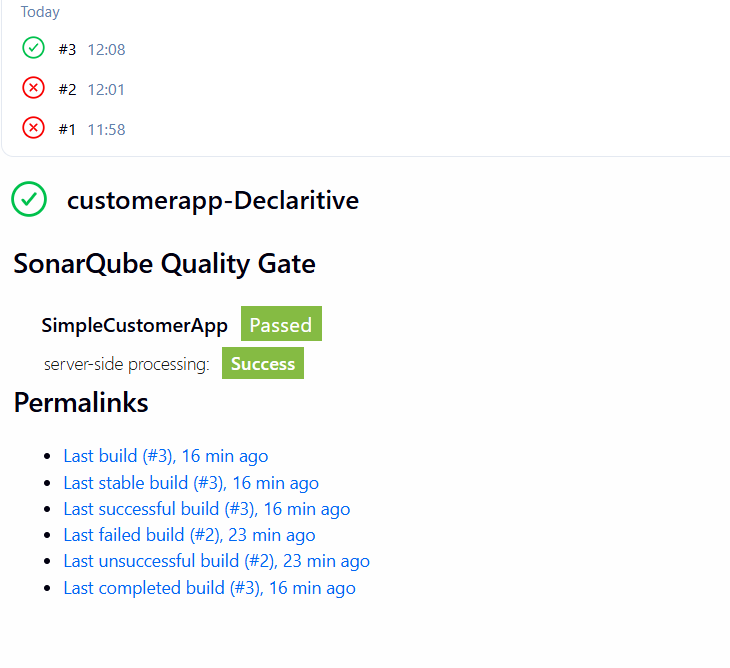 Today
#3 12:08
#2 12:01
#1 11:58
customerapp-Declaritive
SonarQube Quality Gate
SimpleCustomerApp Passed
server-side processing: Success
Permalinks
Last build (#3), 16 min ago
Last stable build (#3), 16 min ago
Last successful build (#3), 16 min ago
Last failed build (#2), 23 min ago
Last unsuccessful build (#2), 23 min ago
Last completed build (#3), 16 min ago